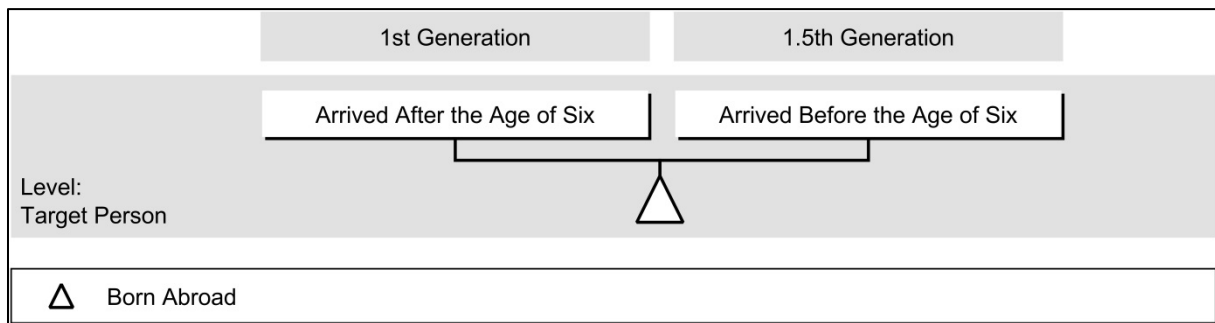 1st Generation
1.5th Generation
Arrived After the Age of Six
Arrived Before the Age of Six
Level:
Target Person
Born Abroad